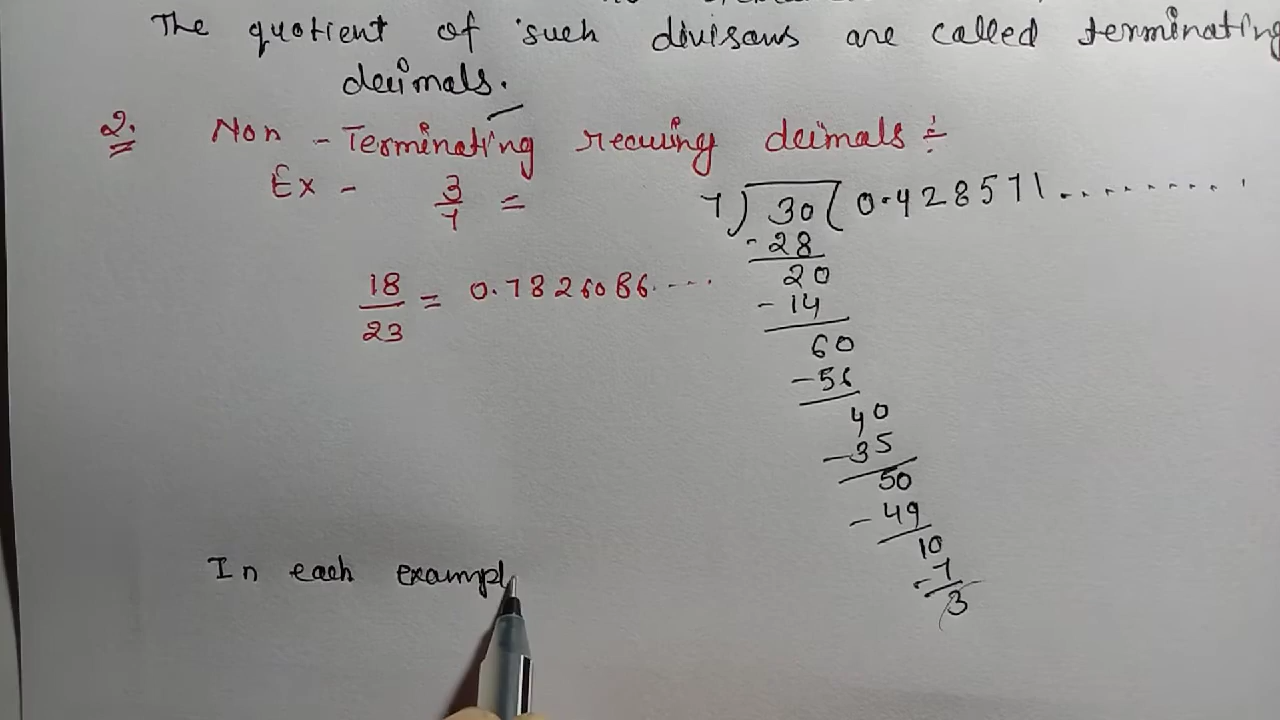 The quotient of such divisons are called terminating
decimals.
2. Non - Terminating recuring decimals ÷
Ex - 3/7 = 7) 30 ( 0.428571..........
- 28
20
18/23 = 0.7826086....
- 14
60
- 56
40
- 35
50
- 49
10
- 7
3
In each exampl